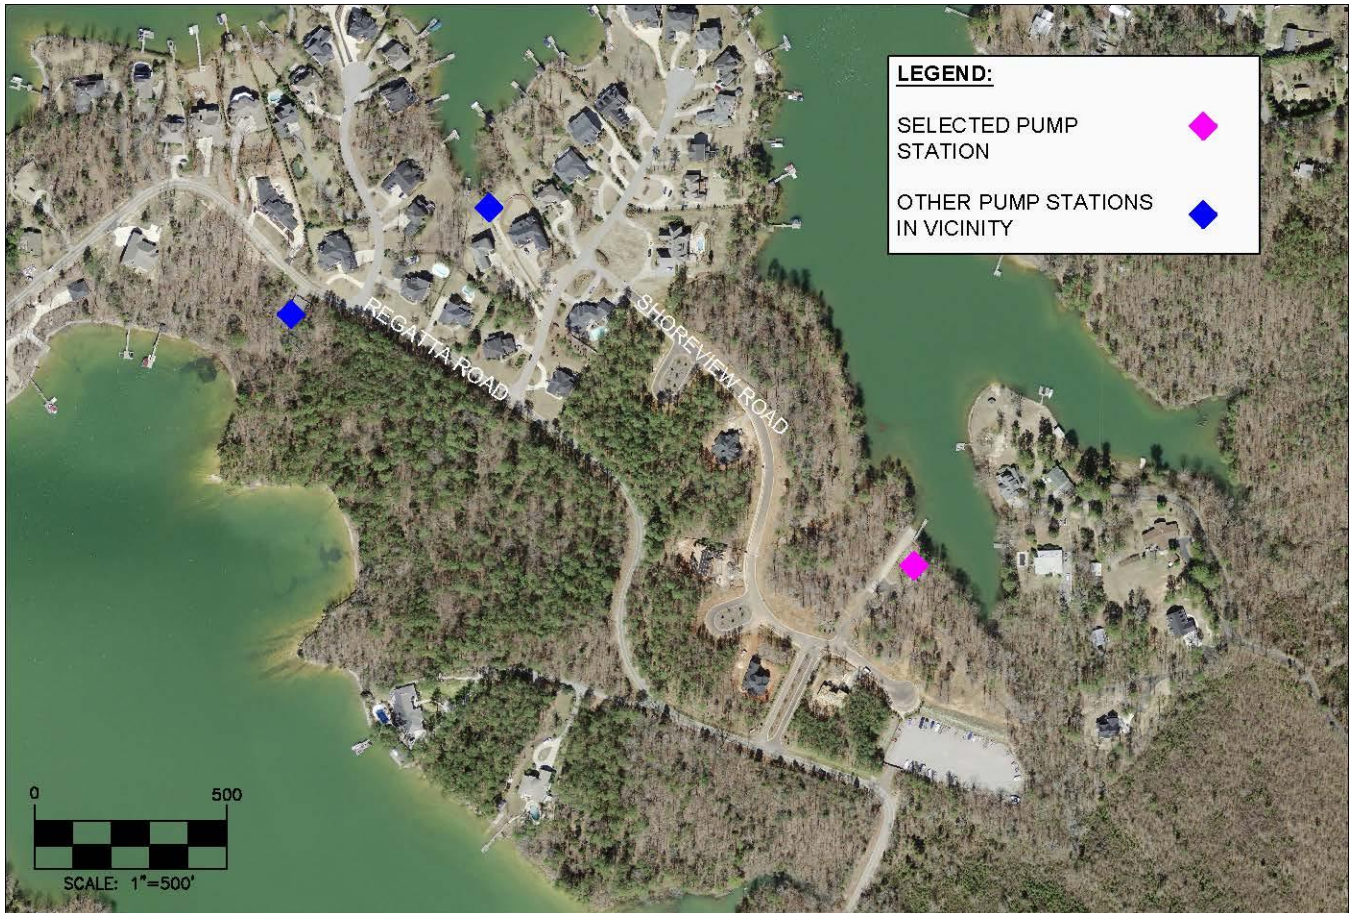 LEGEND:
SELECTED PUMP
STATION
OTHER PUMP STATIONS
IN VICINITY
REGATTA ROAD
SHOREVIEW ROAD
0 500
SCALE: 1"=500'